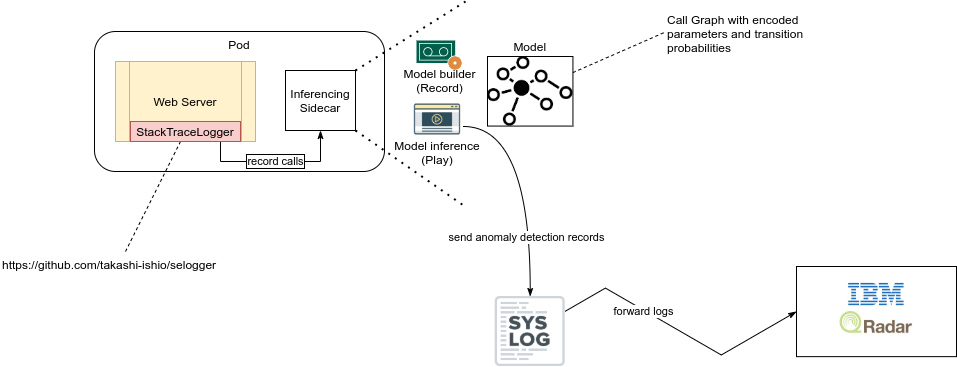 Pod
Web Server
StackTraceLogger
Inferencing
Sidecar
record calls
Model builder
(Record)
Model inference
(Play)
Model
Call Graph with encoded
parameters and transition
probabilities
https://github.com/takashi-ishio/selogger
send anomaly detection records
SYS
LOG
forward logs
IBM
QRadar